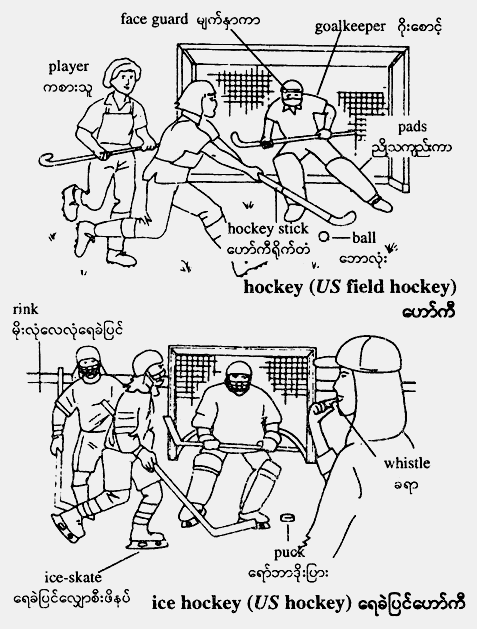 face guard မျက်နှာကာ
goalkeeper ဂိုးစောင့်
player
ကစားသူ
pads
ညှို့သကျည်းကာ
hockey stick
ဟော်ကီရိုက်တံ
ball
ဘောလုံး
hockey (US field hockey)
ဟော်ကီ
rink
မိုးလုံလေလုံရေခဲပြင်
whistle
ခရာ
puck
ရော်ဘာဒိုးပြား
ice-skate
ရေခဲပြင်လျှောစီးဖိနပ်
ice hockey (US hockey) ရေခဲပြင်ဟော်ကီ